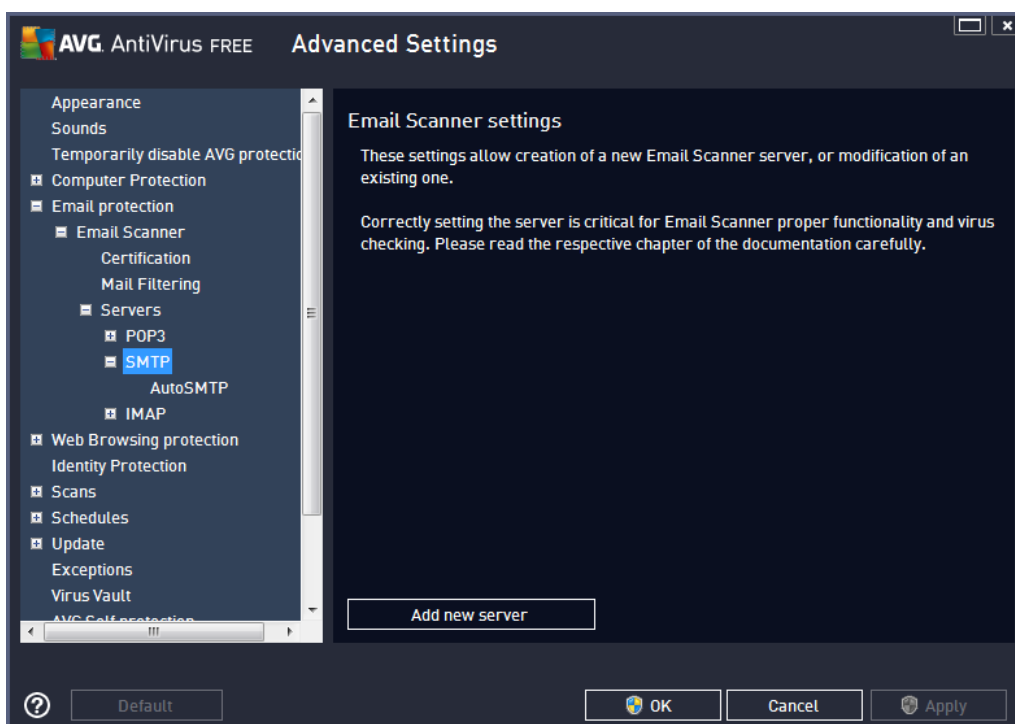 AVG. AntiVirus FREE Advanced Settings
Appearance
Sounds
Temporarily disable AVG protectio
Computer Protection
Email protection
Email Scanner
Certification
Mail Filtering
Servers
POP3
SMTP
AutoSMTP
IMAP
Web Browsing protection
Identity Protection
Scans
Schedules
Update
Exceptions
Virus Vault
AVG Self protection
Email Scanner settings
These settings allow creation of a new Email Scanner server, or modification of an
existing one.
Correctly setting the server is critical for Email Scanner proper functionality and virus
checking. Please read the respective chapter of the documentation carefully.
Add new server
? Default OK Cancel Apply